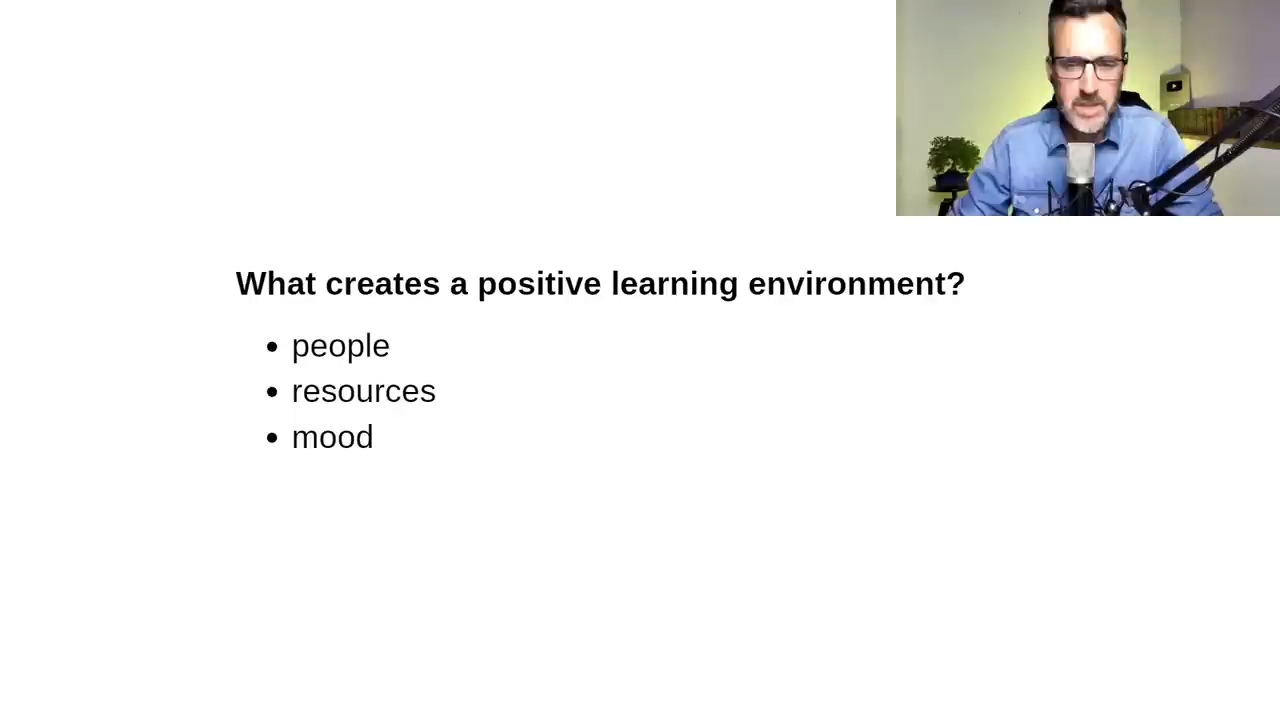 What creates a positive learning environment?
people
resources
mood